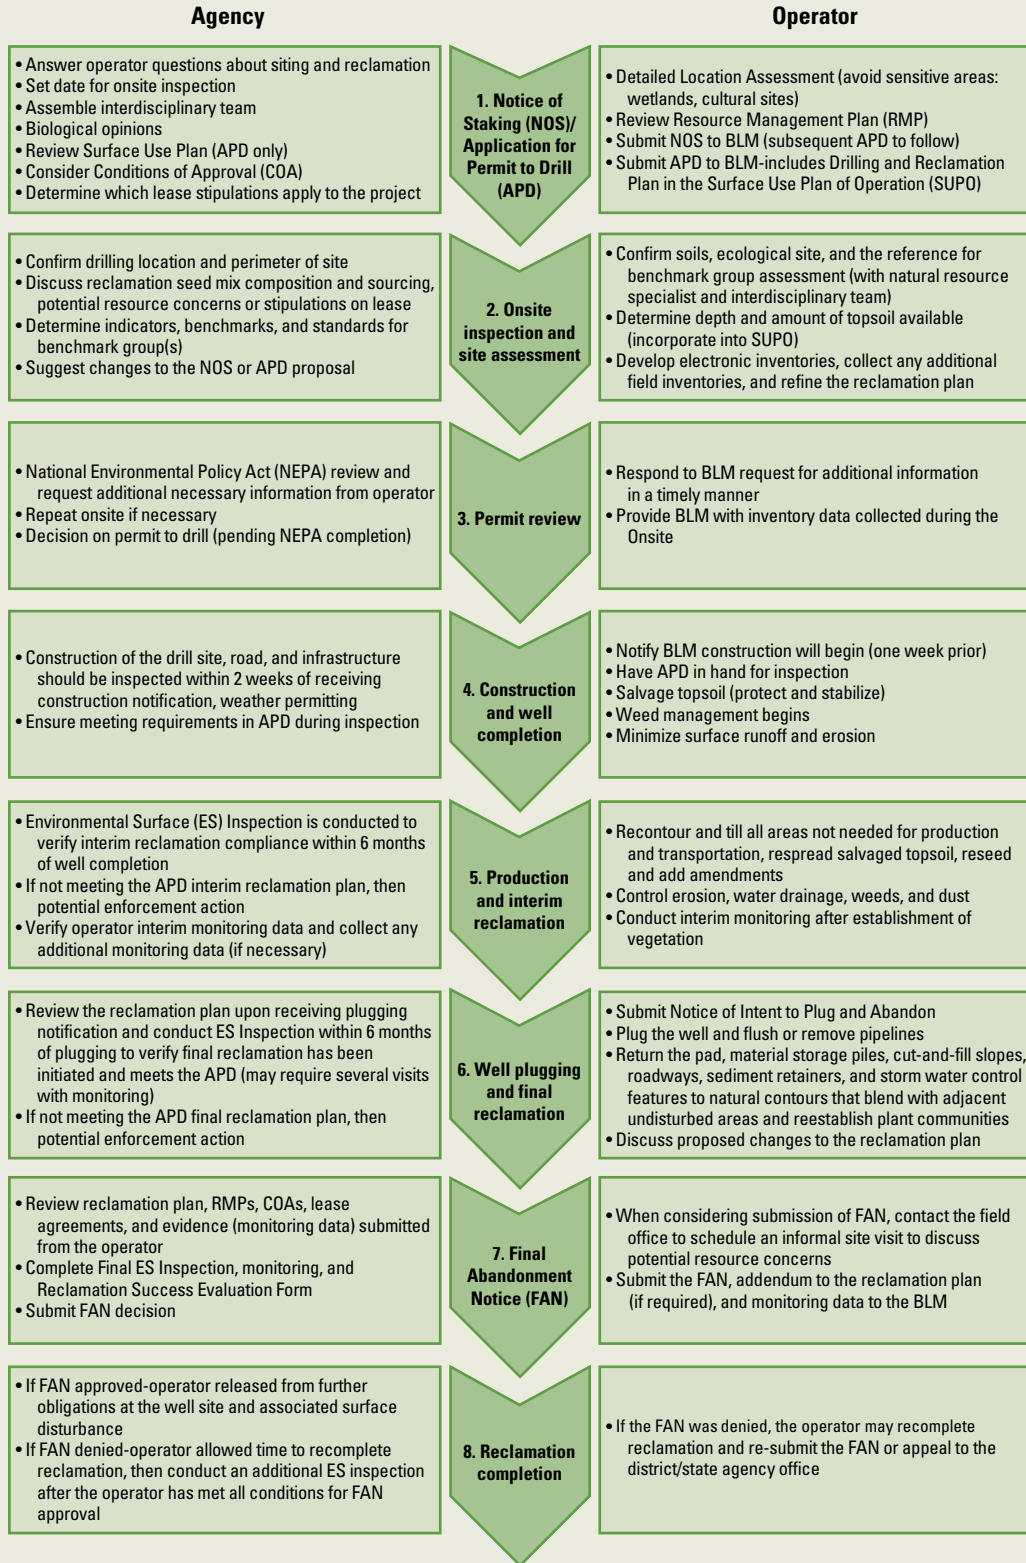 Agency
Operator
• Answer operator questions about siting and reclamation
• Set date for onsite inspection
• Assemble interdisciplinary team
• Biological opinions
• Review Surface Use Plan (APD only)
• Consider Conditions of Approval (COA)
• Determine which lease stipulations apply to the project
1. Notice of
Staking (NOS)/
Application for
Permit to Drill
(APD)
• Detailed Location Assessment (avoid sensitive areas:
wetlands, cultural sites)
• Review Resource Management Plan (RMP)
• Submit NOS to BLM (subsequent APD to follow)
• Submit APD to BLM-includes Drilling and Reclamation
Plan in the Surface Use Plan of Operation (SUPO)
• Confirm drilling location and perimeter of site
• Discuss reclamation seed mix composition and sourcing,
potential resource concerns or stipulations on lease
• Determine indicators, benchmarks, and standards for
benchmark group(s)
• Suggest changes to the NOS or APD proposal
2. Onsite
inspection and
site assessment
• Confirm soils, ecological site, and the reference for
benchmark group assessment (with natural resource
specialist and interdisciplinary team)
• Determine depth and amount of topsoil available
(incorporate into SUPO)
• Develop electronic inventories, collect any additional
field inventories, and refine the reclamation plan
• National Environmental Policy Act (NEPA) review and
request additional necessary information from operator
• Repeat onsite if necessary
• Decision on permit to drill (pending NEPA completion)
3. Permit review
• Respond to BLM request for additional information
in a timely manner
• Provide BLM with inventory data collected during the
Onsite
• Construction of the drill site, road, and infrastructure
should be inspected within 2 weeks of receiving
construction notification, weather permitting
• Ensure meeting requirements in APD during inspection
4. Construction
and well
completion
• Notify BLM construction will begin (one week prior)
• Have APD in hand for inspection
• Salvage topsoil (protect and stabilize)
• Weed management begins
• Minimize surface runoff and erosion
• Environmental Surface (ES) Inspection is conducted to
verify interim reclamation compliance within 6 months
of well completion
• If not meeting the APD interim reclamation plan, then
potential enforcement action
• Verify operator interim monitoring data and collect any
additional monitoring data (if necessary)
5. Production
and interim
reclamation
• Recontour and till all areas not needed for production
and transportation, respread salvaged topsoil, reseed
and add amendments
• Control erosion, water drainage, weeds, and dust
• Conduct interim monitoring after establishment of
vegetation
• Review the reclamation plan upon receiving plugging
notification and conduct ES Inspection within 6 months
of plugging to verify final reclamation has been
initiated and meets the APD (may require several visits
with monitoring)
• If not meeting the APD final reclamation plan, then
potential enforcement action
6. Well plugging
and final
reclamation
• Submit Notice of Intent to Plug and Abandon
• Plug the well and flush or remove pipelines
• Return the pad, material storage piles, cut-and-fill slopes,
roadways, sediment retainers, and storm water control
features to natural contours that blend with adjacent
undisturbed areas and reestablish plant communities
• Discuss proposed changes to the reclamation plan
• Review reclamation plan, RMPs, COAs, lease
agreements, and evidence (monitoring data) submitted
from the operator
• Complete Final ES Inspection, monitoring, and
Reclamation Success Evaluation Form
• Submit FAN decision
7. Final
Abandonment
Notice (FAN)
• When considering submission of FAN, contact the field
office to schedule an informal site visit to discuss
potential resource concerns
• Submit the FAN, addendum to the reclamation plan
(if required), and monitoring data to the BLM
• If FAN approved-operator released from further
obligations at the well site and associated surface
disturbance
• If FAN denied-operator allowed time to recomplete
reclamation, then conduct an additional ES inspection
after the operator has met all conditions for FAN
approval
8. Reclamation
completion
• If the FAN was denied, the operator may recomplete
reclamation and re-submit the FAN or appeal to the
district/state agency office